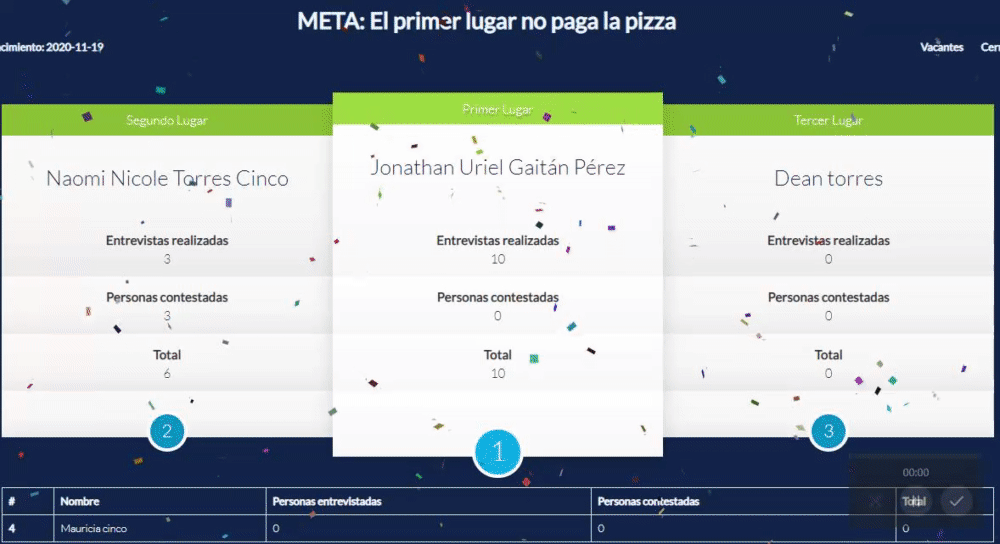 META: El primer lugar no paga la pizza
cimiento: 2020-11-19
Vacantes
Segundo Lugar
Naomi Nicole Torres Cinco
Entrevistas realizadas
3
Personas contestadas
3
Total
6
2
Primer Lugar
Jonathan Uriel Gaitán Pérez
Entrevistas realizadas
10
Personas contestadas
0
Total
10
1
Tercer Lugar
Dean torres
Entrevistas realizadas
0
Personas contestadas
0
Total
0
3
00:00
# Nombre Personas entrevistadas Personas contestadas Total
4 Mauricia cinco 0 0 0